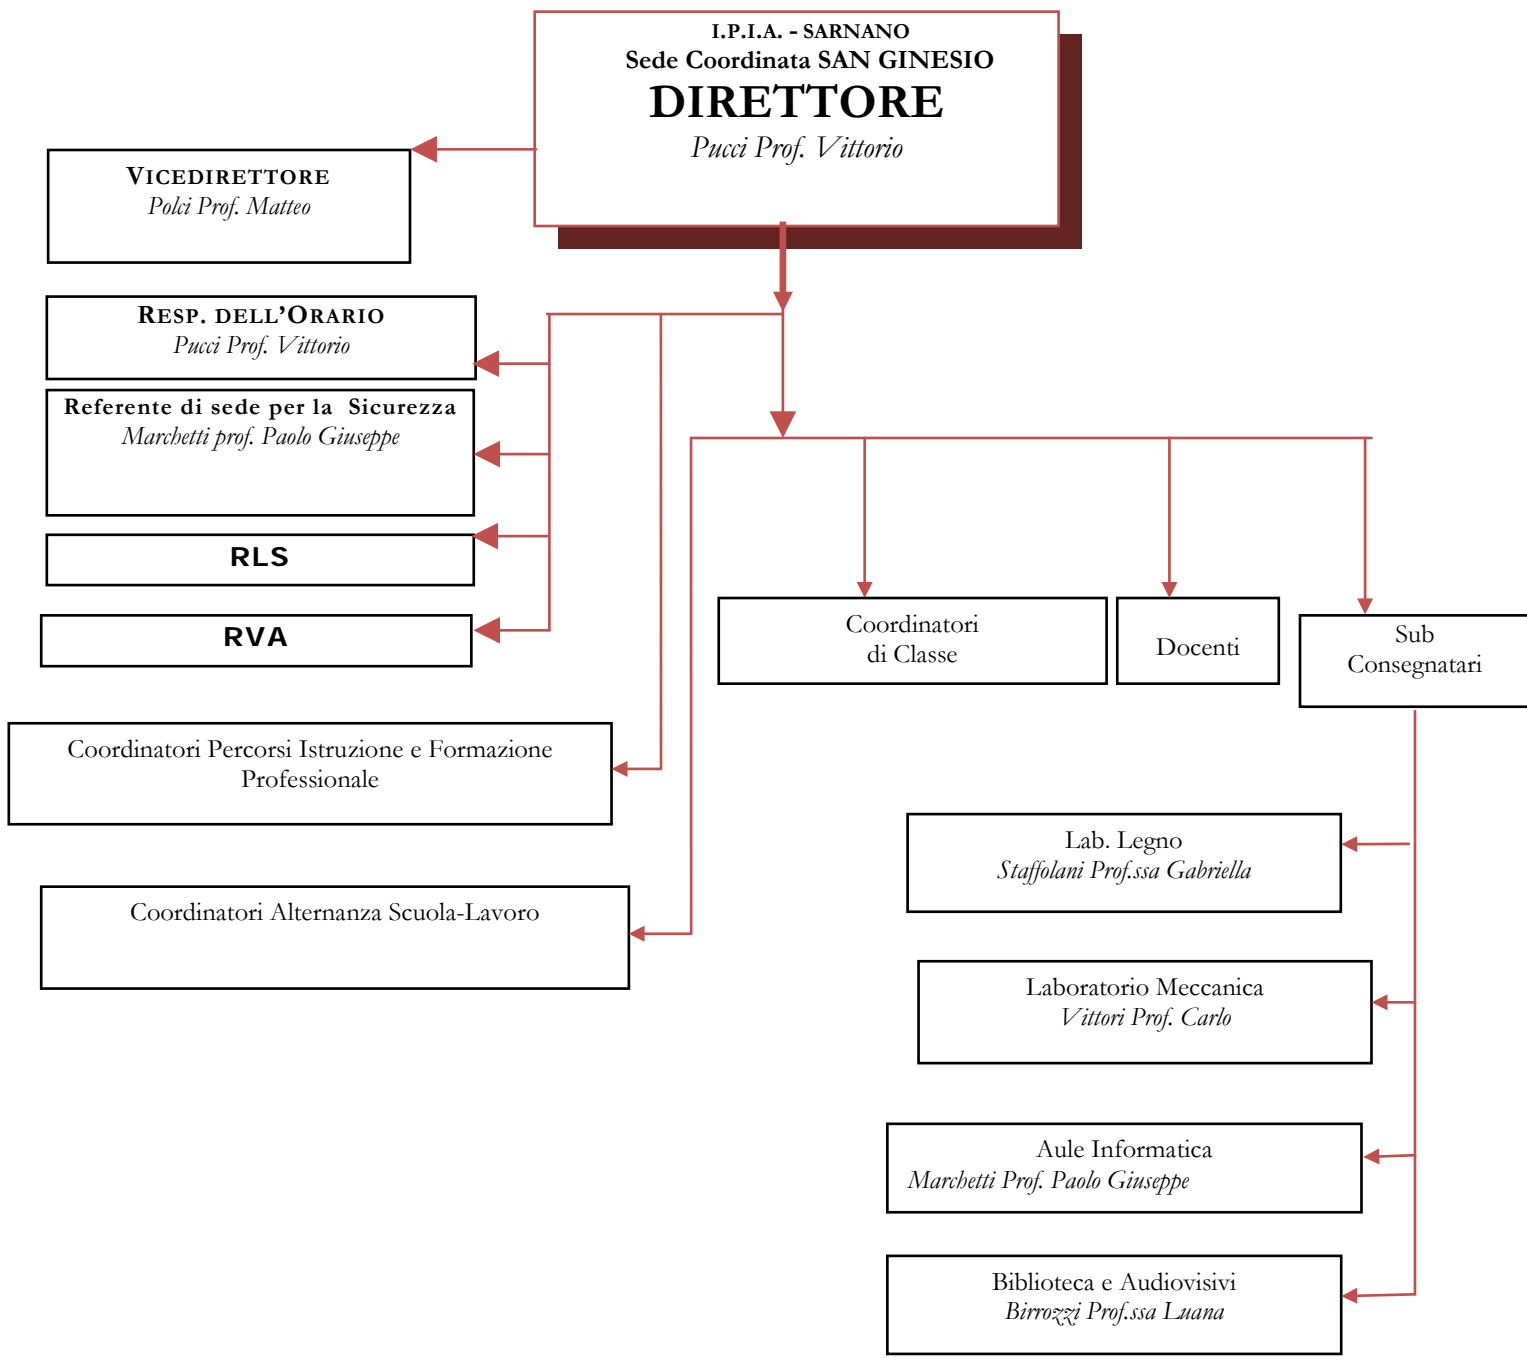 I.P.I.A. - SARNANO
Sede Coordinata SAN GINESIO
DIRETTORE
Pucci Prof. Vittorio
VICEDIRETTORE
Polci Prof. Matteo
RESP. DELL'ORARIO
Pucci Prof. Vittorio
Referente di sede per la Sicurezza
Marchetti prof. Paolo Giuseppe
RLS
RVA
Coordinatori
di Classe
Docenti
Sub
Consegnatari
Coordinatori Percorsi Istruzione e Formazione
Professionale
Coordinatori Alternanza Scuola-Lavoro
Lab. Legno
Staffolani Prof.ssa Gabriella
Laboratorio Meccanica
Vittori Prof. Carlo
Aule Informatica
Marchetti Prof. Paolo Giuseppe
Biblioteca e Audiovisivi
Birrozzi Prof.ssa Luana